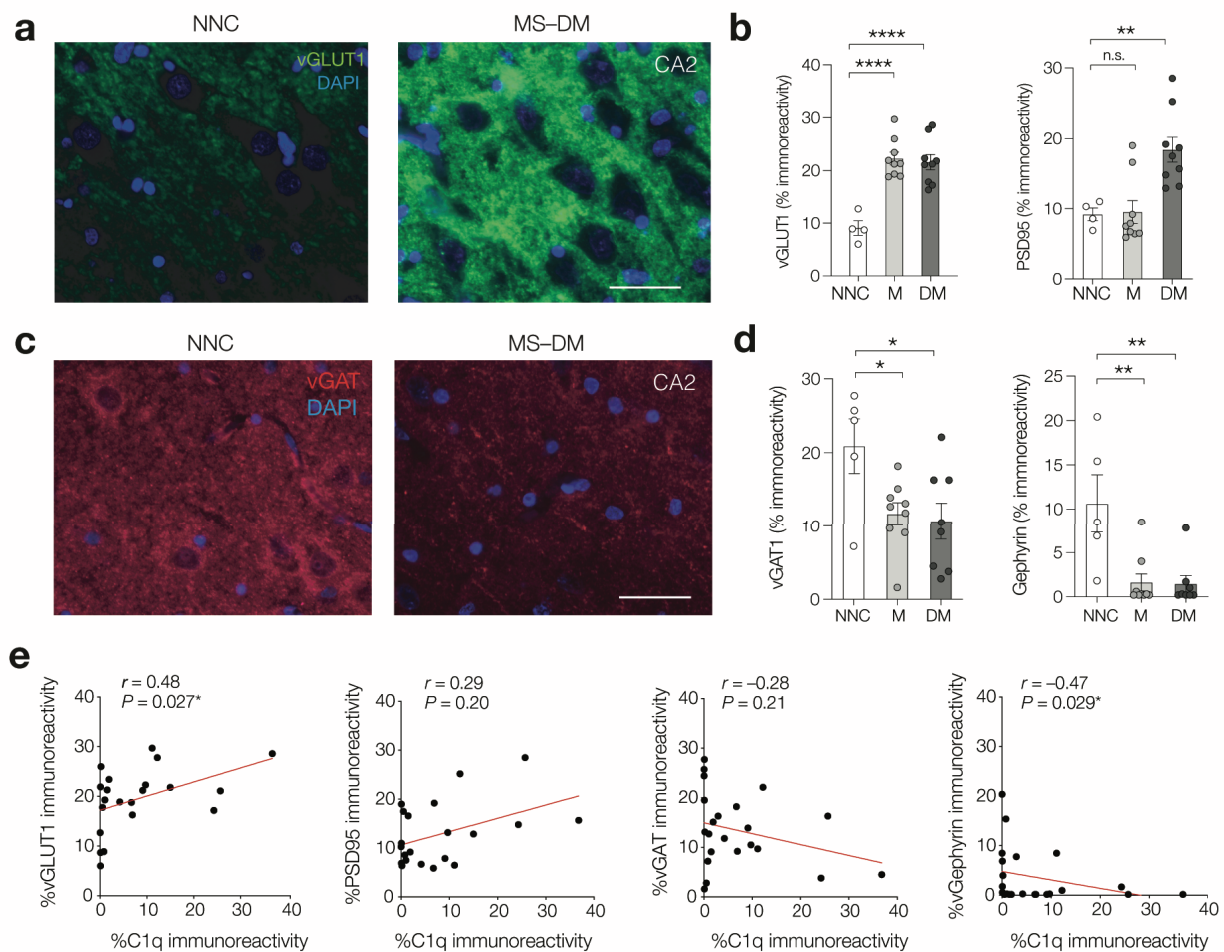 a
NNC
MS–DM
vGLUT1
DAPI
CA2
b
****
****
vGLUT1 (% immoreactivity)
40
30
20
10
0
NNC M DM
**
n.s.
PSD95 (% immnoreactivity)
30
20
10
0
NNC M DM
c
NNC
MS–DM
vGAT
DAPI
CA2
d
*
*
vGAT1 (% immnoreactivity)
30
20
10
0
NNC M DM
**
**
Gephyrin (% immnoreactivity)
25
20
15
10
5
0
NNC M DM
e
r = 0.48
P = 0.027*
%vGLUT1 immunoreactivity
40
30
20
10
0
0 10 20 30 40
%C1q immunoreactivity
r = 0.29
P = 0.20
%PSD95 immunoreactivity
40
30
20
10
0
0 10 20 30 40
%C1q immunoreactivity
r = –0.28
P = 0.21
%vGAT immunoreactivity
40
30
20
10
0
0 10 20 30 40
%C1q immunoreactivity
r = –0.47
P = 0.029*
%vGephyrin immunoreactivity
40
30
20
10
0
0 10 20 30 40
%C1q immunoreactivity